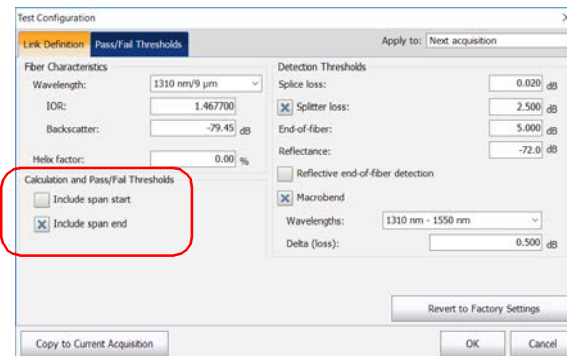 Test Configuration
Link Definition Pass/Fail Thresholds Apply to: Next acquisition
Fiber Characteristics
Wavelength: 1310 nm/9 µm
IOR: 1.467700
Backscatter: -79.45 dB
Helix factor: 0.00 %
Calculation and Pass/Fail Thresholds
Include span start
Include span end
Detection Thresholds
Splice loss: 0.020 dB
Splitter loss: 2.500 dB
End-of-fiber: 5.000 dB
Reflectance: -72.0 dB
Reflective end-of-fiber detection
Macrobend
Wavelengths: 1310 nm - 1550 nm
Delta (loss): 0.500 dB
Revert to Factory Settings
Copy to Current Acquisition OK Cancel